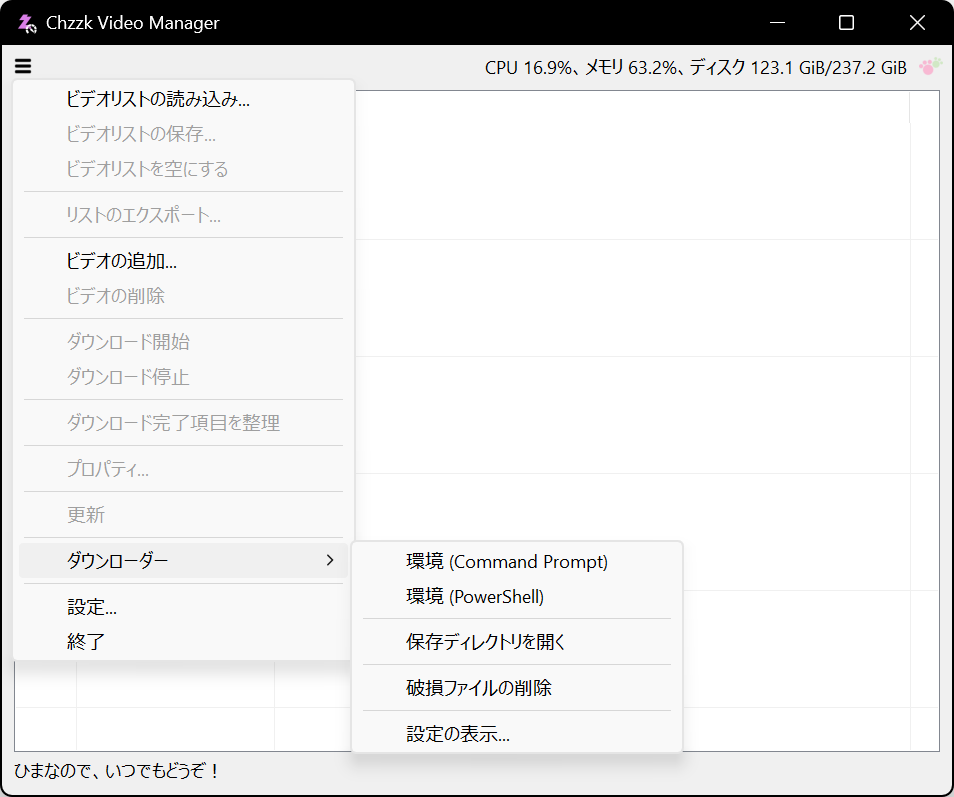 Chzzk Video Manager
CPU 16.9%、メモリ 63.2%、ディスク 123.1 GiB/237.2 GiB
ビデオリストの読み込み...
ビデオリストの保存...
ビデオリストを空にする
リストのエクスポート...
ビデオの追加...
ビデオの削除
ダウンロード開始
ダウンロード停止
ダウンロード完了項目を整理
プロパティ...
更新
ダウンローダー
設定...
終了
環境 (Command Prompt)
環境 (PowerShell)
保存ディレクトリを開く
破損ファイルの削除
設定の表示...
ひまなので、いつでもどうぞ！